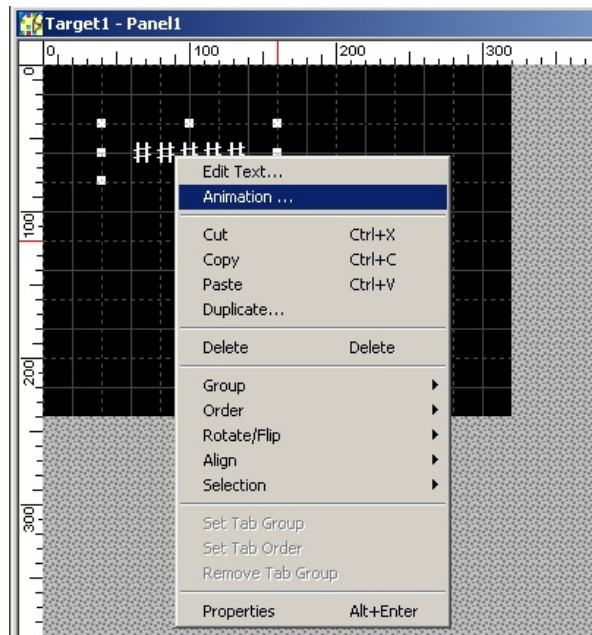 Target1 - Panel1
0 100 200 300
0
100
200
300
#####
Edit Text...
Animation ...
Cut Ctrl+X
Copy Ctrl+C
Paste Ctrl+V
Duplicate...
Delete Delete
Group
Order
Rotate/Flip
Align
Selection
Set Tab Group
Set Tab Order
Remove Tab Group
Properties Alt+Enter